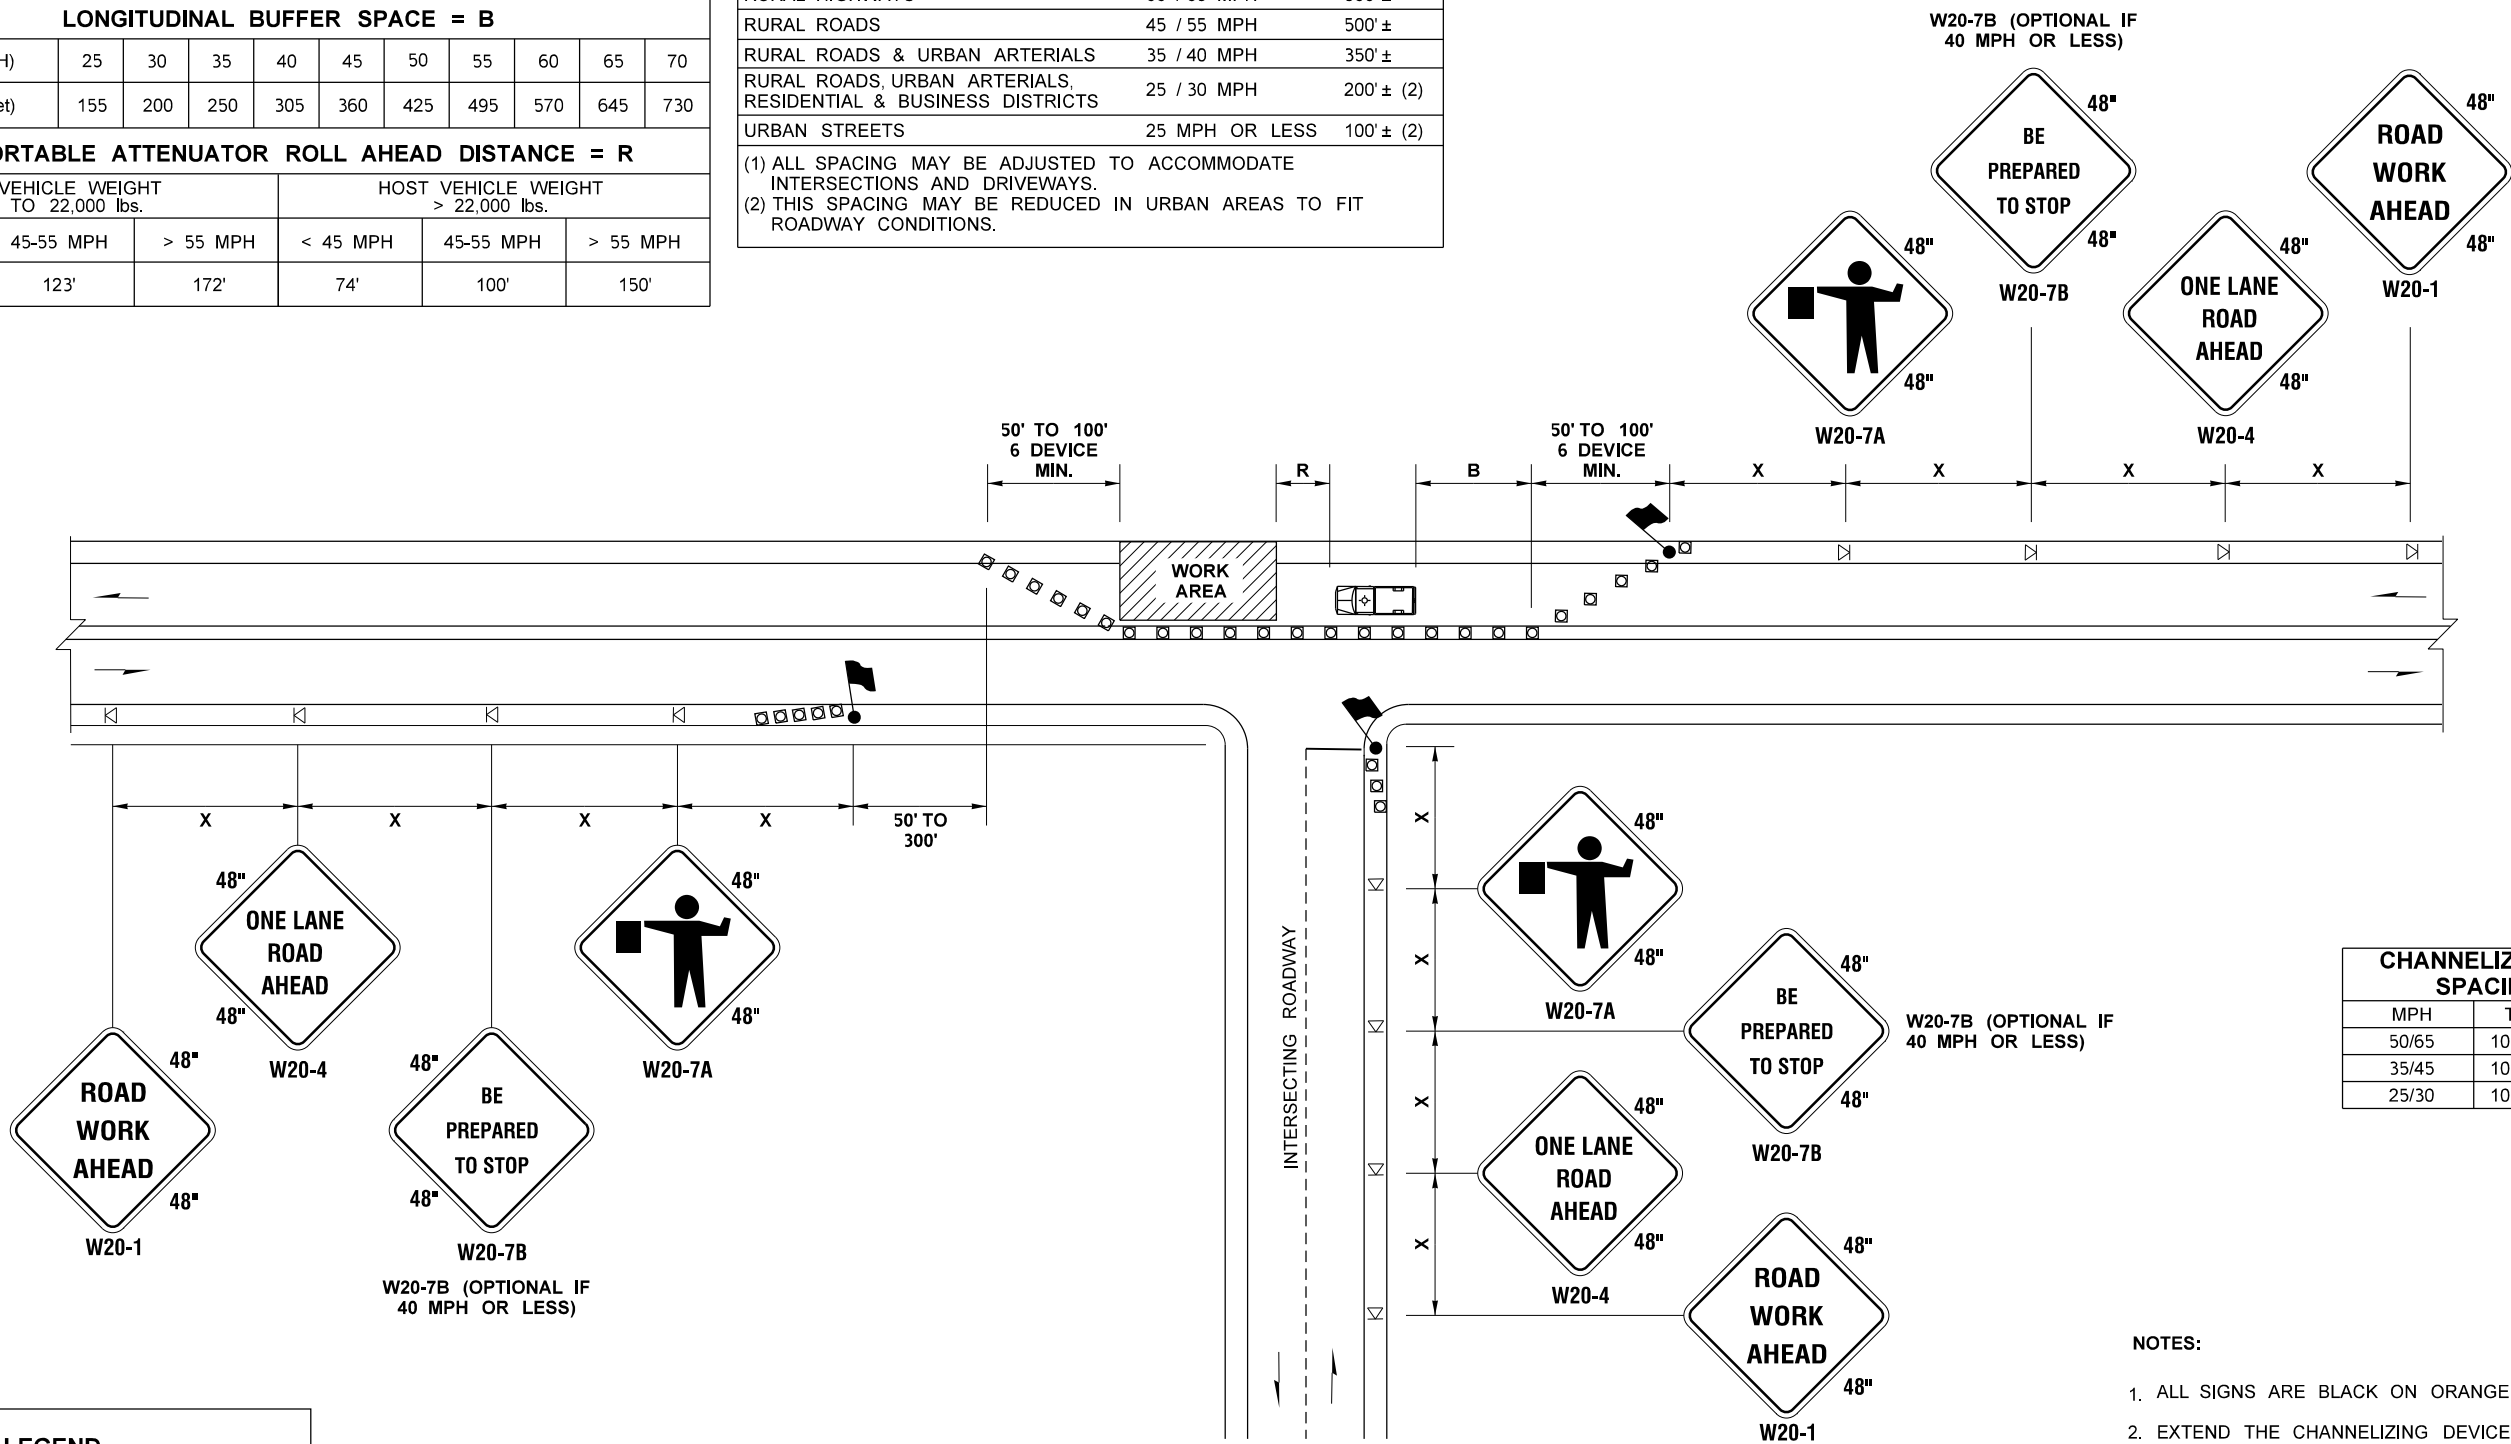 LONGITUDINAL BUFFER SPACE = B
25 30 35 40 45 50 55 60 65 70
155 200 250 305 360 425 495 570 645 730
ATTENUATOR ROLL AHEAD DISTANCE = R
VEHICLE WEIGHT
TO 22,000 lbs.
HOST VEHICLE WEIGHT
> 22,000 lbs.
45-55 MPH > 55 MPH < 45 MPH 45-55 MPH > 55 MPH
123' 172' 74' 100' 150'
RURAL ROADS 45 / 55 MPH 500' ±
RURAL ROADS & URBAN ARTERIALS 35 / 40 MPH 350' ±
RURAL ROADS, URBAN ARTERIALS,
RESIDENTIAL & BUSINESS DISTRICTS 25 / 30 MPH 200' ± (2)
URBAN STREETS 25 MPH OR LESS 100' ± (2)
(1) ALL SPACING MAY BE ADJUSTED TO ACCOMMODATE
INTERSECTIONS AND DRIVEWAYS.
(2) THIS SPACING MAY BE REDUCED IN URBAN AREAS TO FIT
ROADWAY CONDITIONS.
W20-7B (OPTIONAL IF
40 MPH OR LESS)
48"
BE
PREPARED
TO STOP
48"
W20-7B
48"
ROAD
WORK
AHEAD
48"
W20-1
48"
48"
W20-7A
48"
ONE LANE
ROAD
AHEAD
48"
W20-4
50' TO 100'
6 DEVICE
MIN.
R
B
50' TO 100'
6 DEVICE
MIN.
X
X
X
X
WORK
AREA
X
X
X
X
50' TO
300'
48"
ONE LANE
ROAD
AHEAD
48"
W20-4
48"
48"
W20-7A
48"
ROAD
WORK
AHEAD
48"
W20-1
48"
BE
PREPARED
TO STOP
48"
W20-7B
W20-7B (OPTIONAL IF
40 MPH OR LESS)
INTERSECTING ROADWAY
X
X
X
X
48"
48"
W20-7A
48"
BE
PREPARED
TO STOP
48"
W20-7B
W20-7B (OPTIONAL IF
40 MPH OR LESS)
48"
ONE LANE
ROAD
AHEAD
48"
W20-4
48"
ROAD
WORK
AHEAD
48"
W20-1
MPH
50/65 10
35/45 10
25/30 10
NOTES:
1. ALL SIGNS ARE BLACK ON ORANGE
2. EXTEND THE CHANNELIZING DEVICE
LEGEND